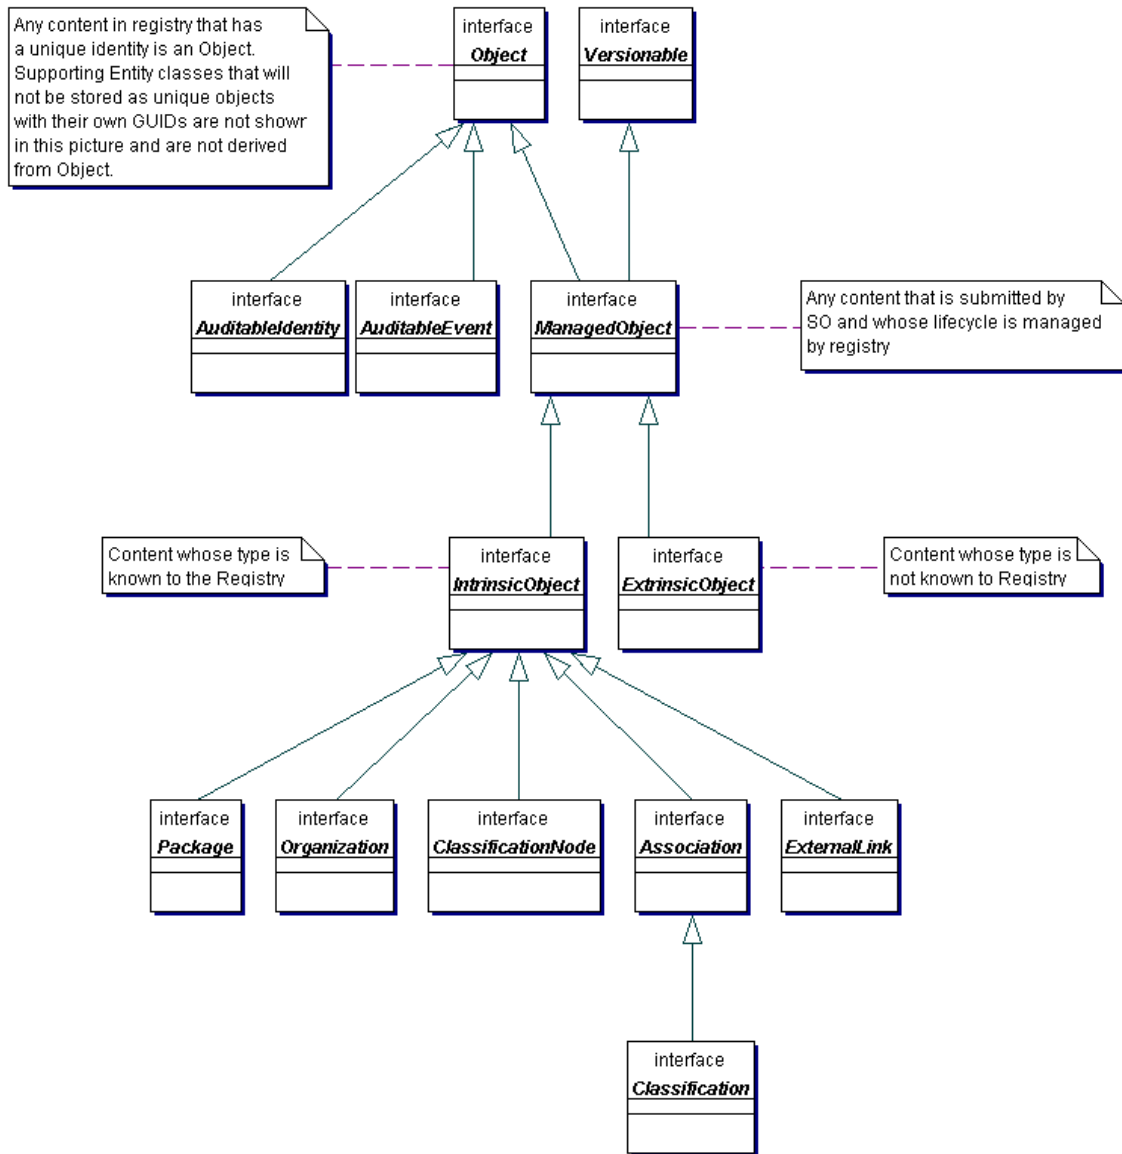 Any content in registry that has
a unique identity is an Object.
Supporting Entity classes that will
not be stored as unique objects
with their own GUIDs are not shown
in this picture and are not derived
from Object.
interface
Object
interface
Versionable
interface
AuditableIdentity
interface
AuditableEvent
interface
ManagedObject
Any content that is submitted by
SO and whose lifecycle is managed
by registry
Content whose type is
known to the Registry
interface
IntrinsicObject
interface
ExtrinsicObject
Content whose type is
not known to Registry
interface
Package
interface
Organization
interface
ClassificationNode
interface
Association
interface
ExternalLink
interface
Classification